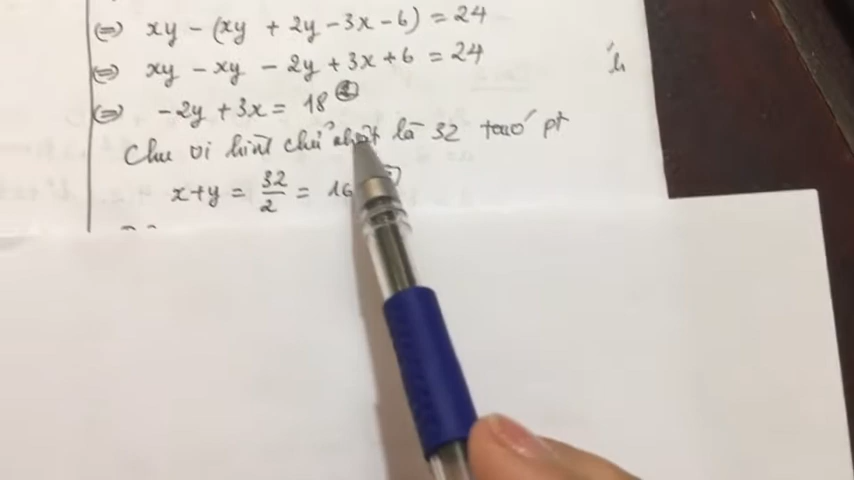 (⇔) xy - (xy + 2y - 3x - 6) = 24
(⇔) xy - xy - 2y + 3x + 6 = 24
(⇔) -2y + 3x = 18
Chu vi hình chữ nhật là 32 pt
x+y = 32/2 = 16